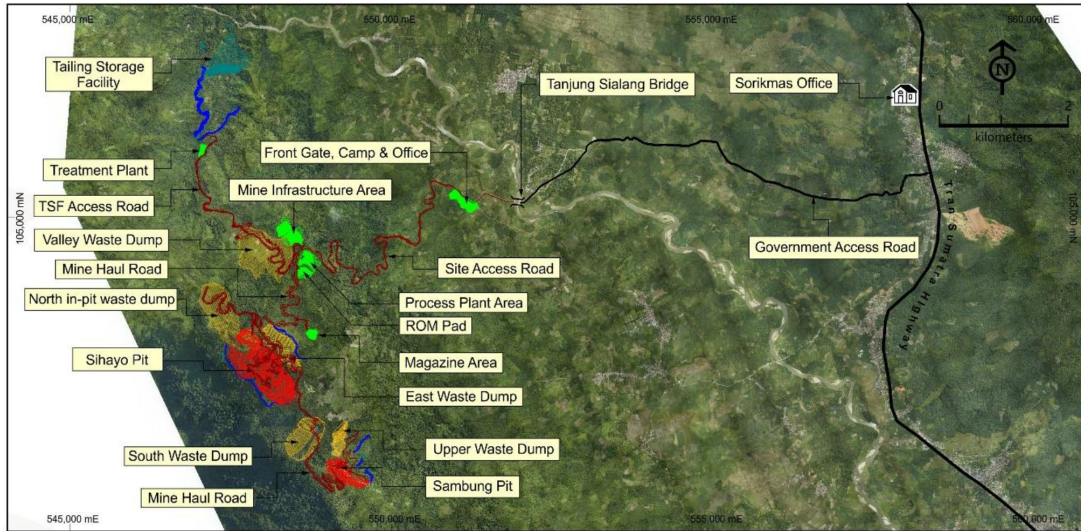 545,000 mE
550,000 mE
555,000 mE
560,000 mE
Tailing Storage
Facility
Tanjung Sialang Bridge
Sorikmas Office
N
0
2
kilometers
Front Gate, Camp & Office
Treatment Plant
Mine Infrastructure Area
TSF Access Road
105,000 mN
105,000 mN
Valley Waste Dump
Government Access Road
Trans Sumatra Highway
Mine Haul Road
Site Access Road
North in-pit waste dump
Process Plant Area
ROM Pad
Sihayo Pit
Magazine Area
East Waste Dump
South Waste Dump
Upper Waste Dump
Mine Haul Road
Sambung Pit
545,000 mE
550,000 mE
555,000 mE
560,000 mE